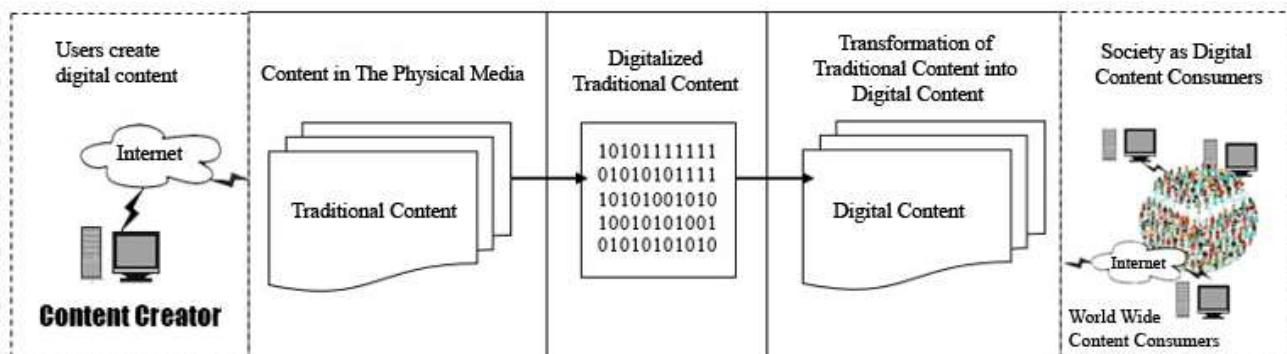 Users create
digital content
Internet
Content Creator
Content in The Physical Media
Traditional Content
Digitalized
Traditional Content
10101111111
01010101111
10101001010
10010101001
01010101010
Transformation of
Traditional Content into
Digital Content
Digital Content
Society as Digital
Content Consumers
Internet
World Wide
Content Consumers